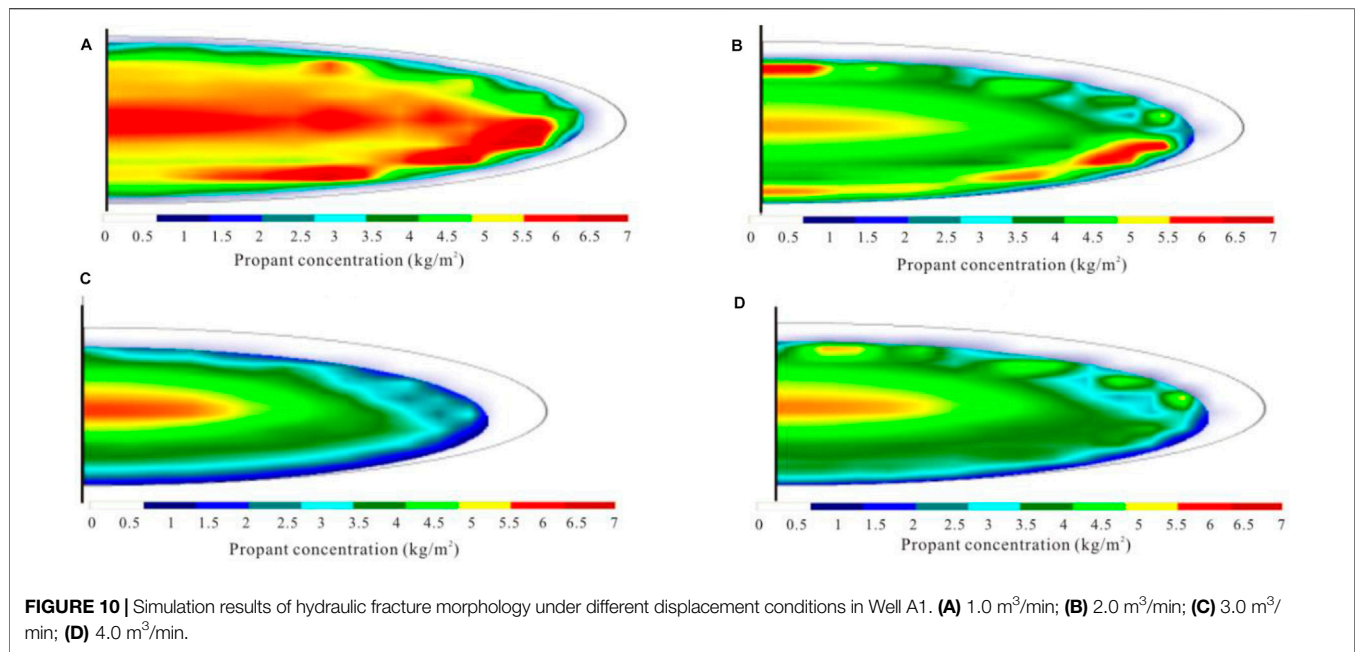 A
0 0.5 1 1.5 2 2.5 3 3.5 4 4.5 5 5.5 6 6.5 7
Propant concentration (kg/m²)
B
0 0.5 1 1.5 2 2.5 3 3.5 4 4.5 5 5.5 6 6.5 7
Propant concentration (kg/m²)
C
0 0.5 1 1.5 2 2.5 3 3.5 4 4.5 5 5.5 6 6.5 7
Propant concentration (kg/m²)
D
0 0.5 1 1.5 2 2.5 3 3.5 4 4.5 5 5.5 6 6.5 7
Propant concentration (kg/m²)
FIGURE 10 | Simulation results of hydraulic fracture morphology under different displacement conditions in Well A1. (A) 1.0 m³/min; (B) 2.0 m³/min; (C) 3.0 m³/
min; (D) 4.0 m³/min.